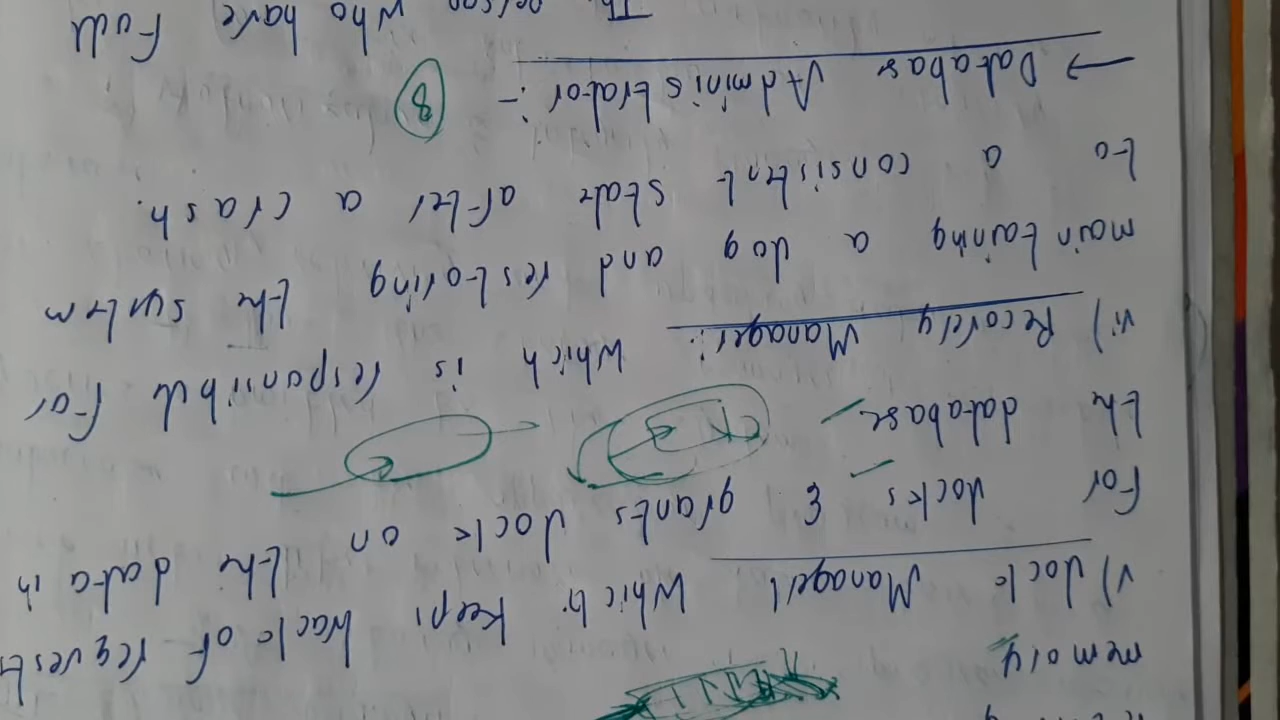 memory
v) Lock Manager which keeps track of requests
for locks & grants lock on the data in
the database
vi) Recovery Manager: which is responsible for
maintaining a log and restoring the system
to a consistent state after a crash.
→ Database Administrator :- 8
The person who have full